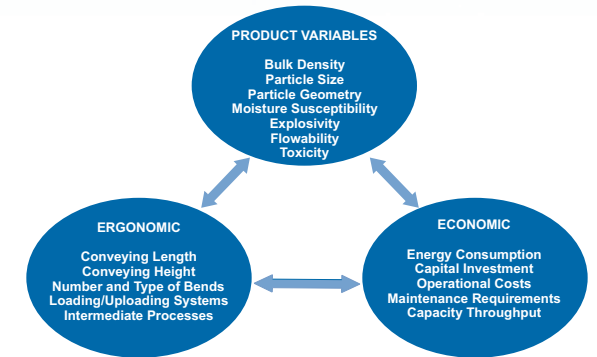 PRODUCT VARIABLES
Bulk Density
Particle Size
Particle Geometry
Moisture Susceptibility
Explosivity
Flowability
Toxicity
ERGONOMIC
Conveying Length
Conveying Height
Number and Type of Bends
Loading/Uploading Systems
Intermediate Processes
ECONOMIC
Energy Consumption
Capital Investment
Operational Costs
Maintenance Requirements
Capacity Throughput